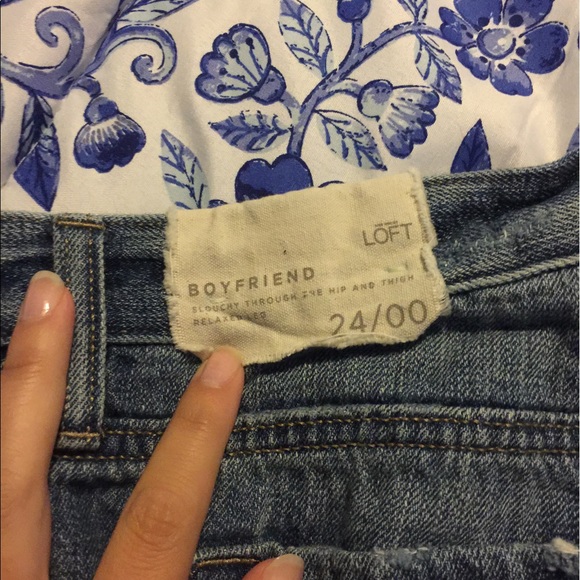 LOFT
BOYFRIEND
SLOUCHY THROUGH THE HIP AND THIGH
RELAXED LEG
24/00